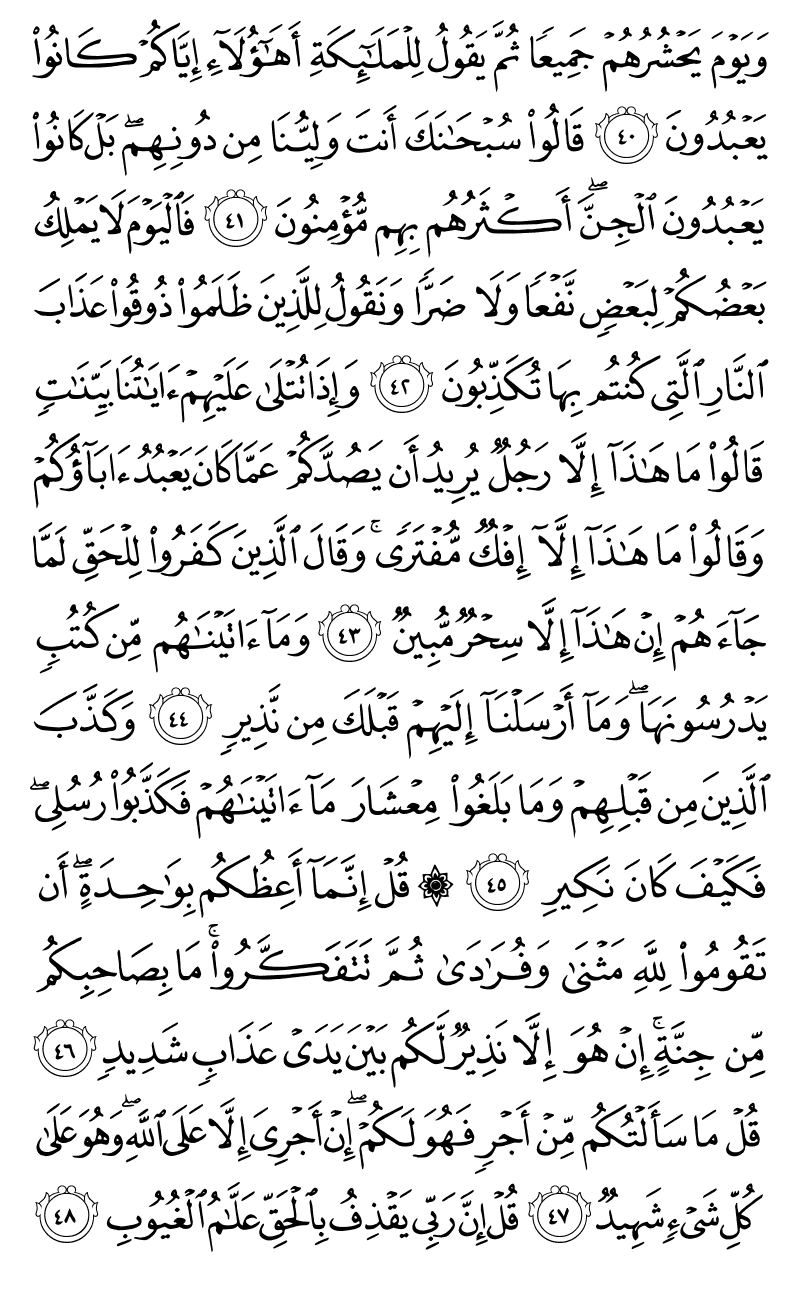 وَيَوْمَ يَحْشُرُهُمْ جَمِيعًا ثُمَّ يَقُولُ لِلْمَلَٰٓئِكَةِ أَهَٰٓؤُلَآءِ إِيَّاكُمْ كَانُوا۟
يَعْبُدُونَ ٤٠ قَالُوا۟ سُبْحَٰنَكَ أَنتَ وَلِيُّنَا مِن دُونِهِم ۖ بَلْ كَانُوا۟
يَعْبُدُونَ ٱلْجِنَّ ۖ أَكْثَرُهُم بِهِم مُّؤْمِنُونَ ٤١ فَٱلْيَوْمَ لَا يَمْلِكُ
بَعْضُكُمْ لِبَعْضٍ نَّفْعًا وَلَا ضَرًّا وَنَقُولُ لِلَّذِينَ ظَلَمُوا۟ ذُوقُوا۟ عَذَابَ
ٱلنَّارِ ٱلَّتِى كُنتُم بِهَا تُكَذِّبُونَ ٤٢ وَإِذَا تُتْلَىٰ عَلَيْهِمْ ءَايَٰتُنَا بَيِّنَٰتٍ
قَالُوا۟ مَا هَٰذَآ إِلَّا رَجُلٌ يُرِيدُ أَن يَصُدَّكُمْ عَمَّا كَانَ يَعْبُدُ ءَابَآؤُكُمْ
وَقَالُوا۟ مَا هَٰذَآ إِلَّآ إِفْكٌ مُّفْتَرًى ۚ وَقَالَ ٱلَّذِينَ كَفَرُوا۟ لِلْحَقِّ لَمَّا
جَآءَهُمْ إِنْ هَٰذَآ إِلَّا سِحْرٌ مُّبِينٌ ٤٣ وَمَآ ءَاتَيْنَٰهُم مِّن كُتُبٍ
يَدْرُسُونَهَا ۖ وَمَآ أَرْسَلْنَآ إِلَيْهِمْ قَبْلَكَ مِن نَّذِيرٍ ٤٤ وَكَذَّبَ
ٱلَّذِينَ مِن قَبْلِهِمْ وَمَا بَلَغُوا۟ مِعْشَارَ مَآ ءَاتَيْنَٰهُمْ فَكَذَّبُوا۟ رُسُلِى ۖ
فَكَيْفَ كَانَ نَكِيرِ ٤٥ ۞ قُلْ إِنَّمَآ أَعِظُكُم بِوَٰحِدَةٍ ۖ أَن
تَقُومُوا۟ لِلَّهِ مَثْنَىٰ وَفُرَٰدَىٰ ثُمَّ تَتَفَكَّرُوا۟ ۚ مَا بِصَاحِبِكُم
مِّن جِنَّةٍ ۚ إِنْ هُوَ إِلَّا نَذِيرٌ لَّكُم بَيْنَ يَدَىْ عَذَابٍ شَدِيدٍ ٤٦
قُلْ مَا سَأَلْتُكُم مِّنْ أَجْرٍ فَهُوَ لَكُمْ ۖ إِنْ أَجْرِىَ إِلَّا عَلَى ٱللَّهِ ۖ وَهُوَ عَلَىٰ
كُلِّ شَىْءٍ شَهِيدٌ ٤٧ قُلْ إِنَّ رَبِّى يَقْذِفُ بِٱلْحَقِّ عَلَّٰمُ ٱلْغُيُوبِ ٤٨